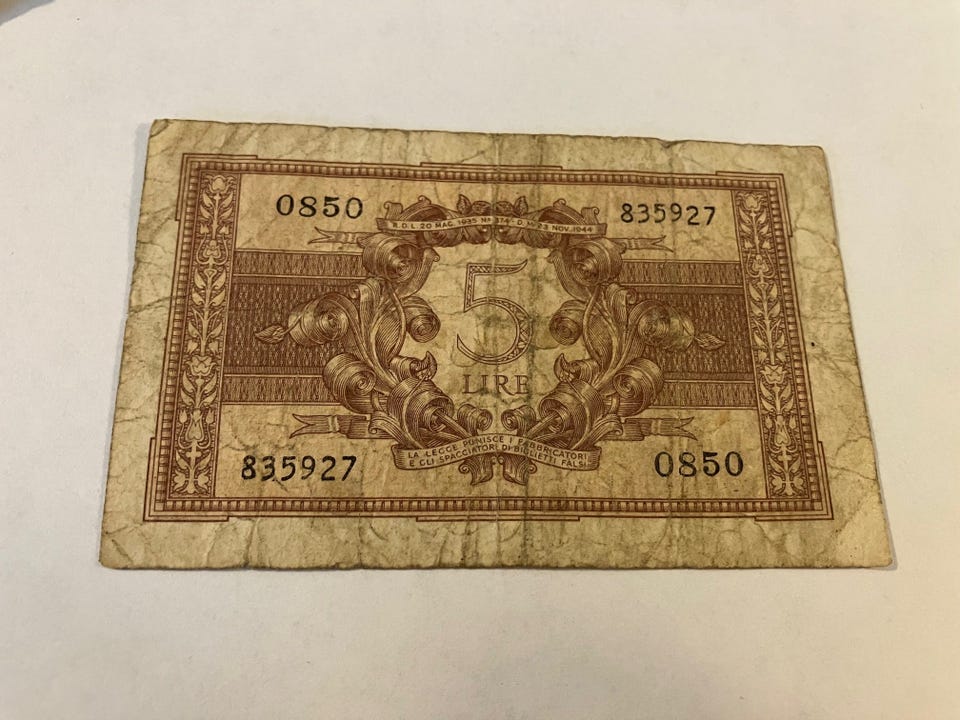 0850
835927
R.D.L. 20 MAG. 1935 Nº 874 - D.M. 23 NOV. 1944
5
LIRE
LA LEGGE PUNISCE I FABBRICATORI
E GLI SPACCIATORI DI BIGLIETTI FALSI
835927
0850